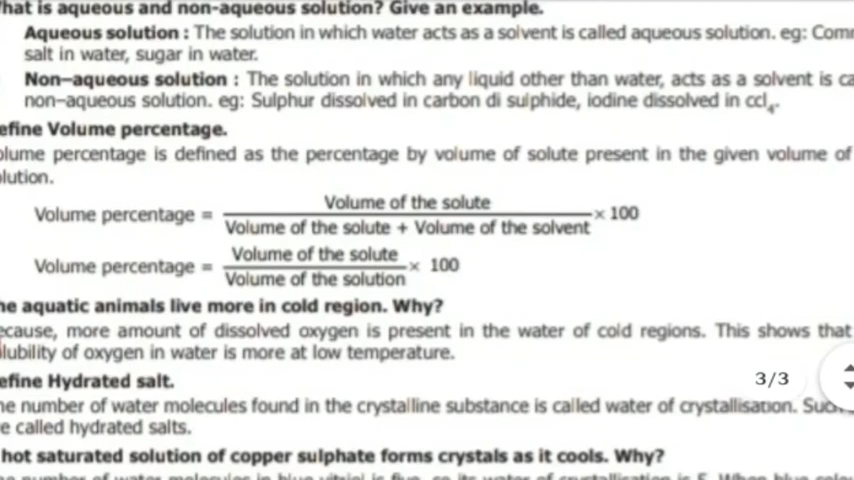 hat is aqueous and non-aqueous solution? Give an example.
Aqueous solution : The solution in which water acts as a solvent is called aqueous solution. eg: Com
salt in water, sugar in water.
Non–aqueous solution : The solution in which any liquid other than water, acts as a solvent is ca
non–aqueous solution. eg: Sulphur dissolved in carbon di sulphide, iodine dissolved in ccl4.
efine Volume percentage.
olume percentage is defined as the percentage by volume of solute present in the given volume of
lution.
Volume percentage = Volume of the solute / Volume of the solute + Volume of the solvent × 100
Volume percentage = Volume of the solute / Volume of the solution × 100
he aquatic animals live more in cold region. Why?
ecause, more amount of dissolved oxygen is present in the water of cold regions. This shows that
lubility of oxygen in water is more at low temperature.
efine Hydrated salt.
3/3
he number of water molecules found in the crystalline substance is called water of crystallisation. Such
e called hydrated salts.
hot saturated solution of copper sulphate forms crystals as it cools. Why?